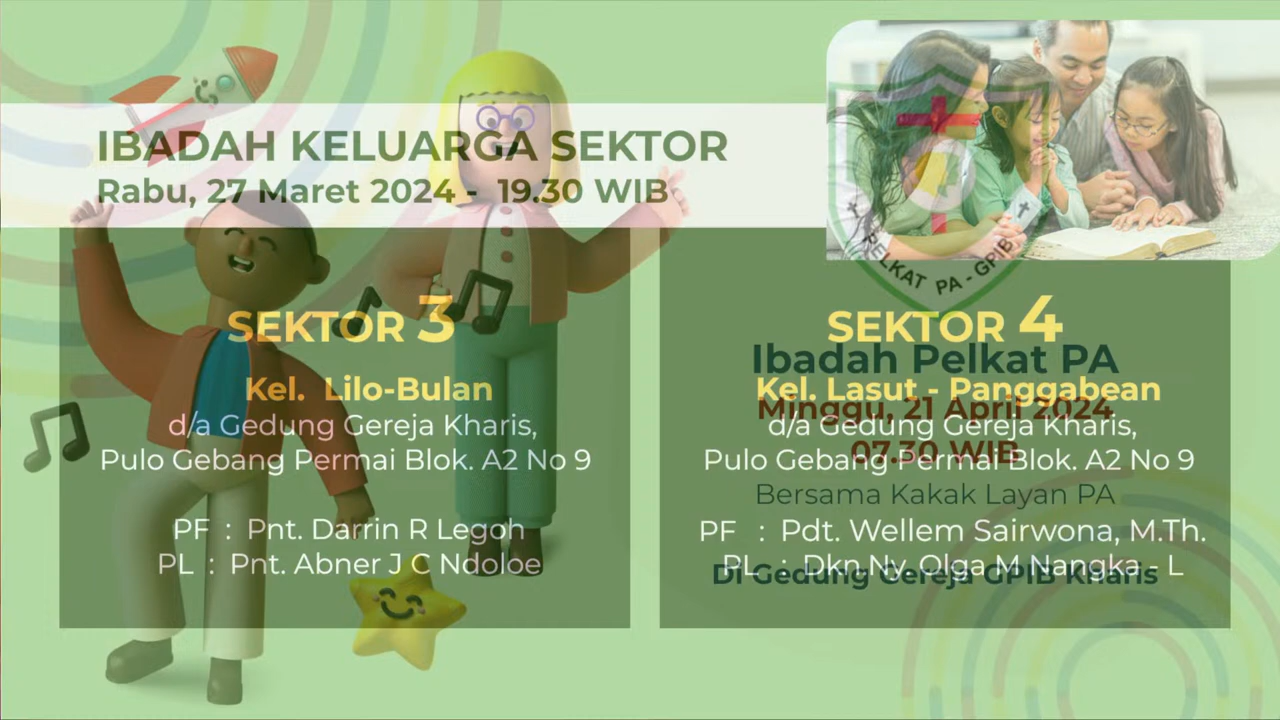 IBADAH KELUARGA SEKTOR
Rabu, 27 Maret 2024 - 19.30 WIB
SEKTOR 3
Kel. Lilo-Bulan
d/a Gedung Gereja Kharis,
Pulo Gebang Permai Blok. A2 No 9
PF : Pnt. Darrin R Legoh
PL : Pnt. Abner J C Ndoloe
PELKAT PA - GPIB
SEKTOR 4
Kel. Lasut - Panggabean
d/a Gedung Gereja Kharis,
Pulo Gebang Permai Blok. A2 No 9
PF : Pdt. Wellem Sairwona, M.Th.
PL : Dkn.Ny. Olga M Nangka - L
Ibadah Pelkat PA
Minggu, 21 April 2024
07.30 WIB
Bersama Kakak Layan PA
Di Gedung Gereja GPIB Kharis